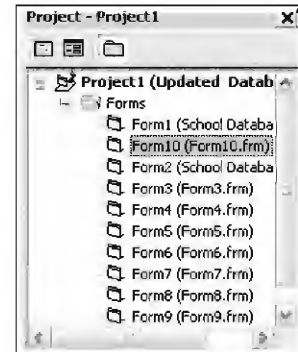 Project - Project1
Project1 (Updated Datab
Forms
Form1 (School Databa
Form10 (Form10.frm)
Form2 (School Databa
Form3 (Form3.frm)
Form4 (Form4.frm)
Form5 (Form5.frm)
Form6 (Form6.frm)
Form7 (Form7.frm)
Form8 (Form8.frm)
Form9 (Form9.frm)